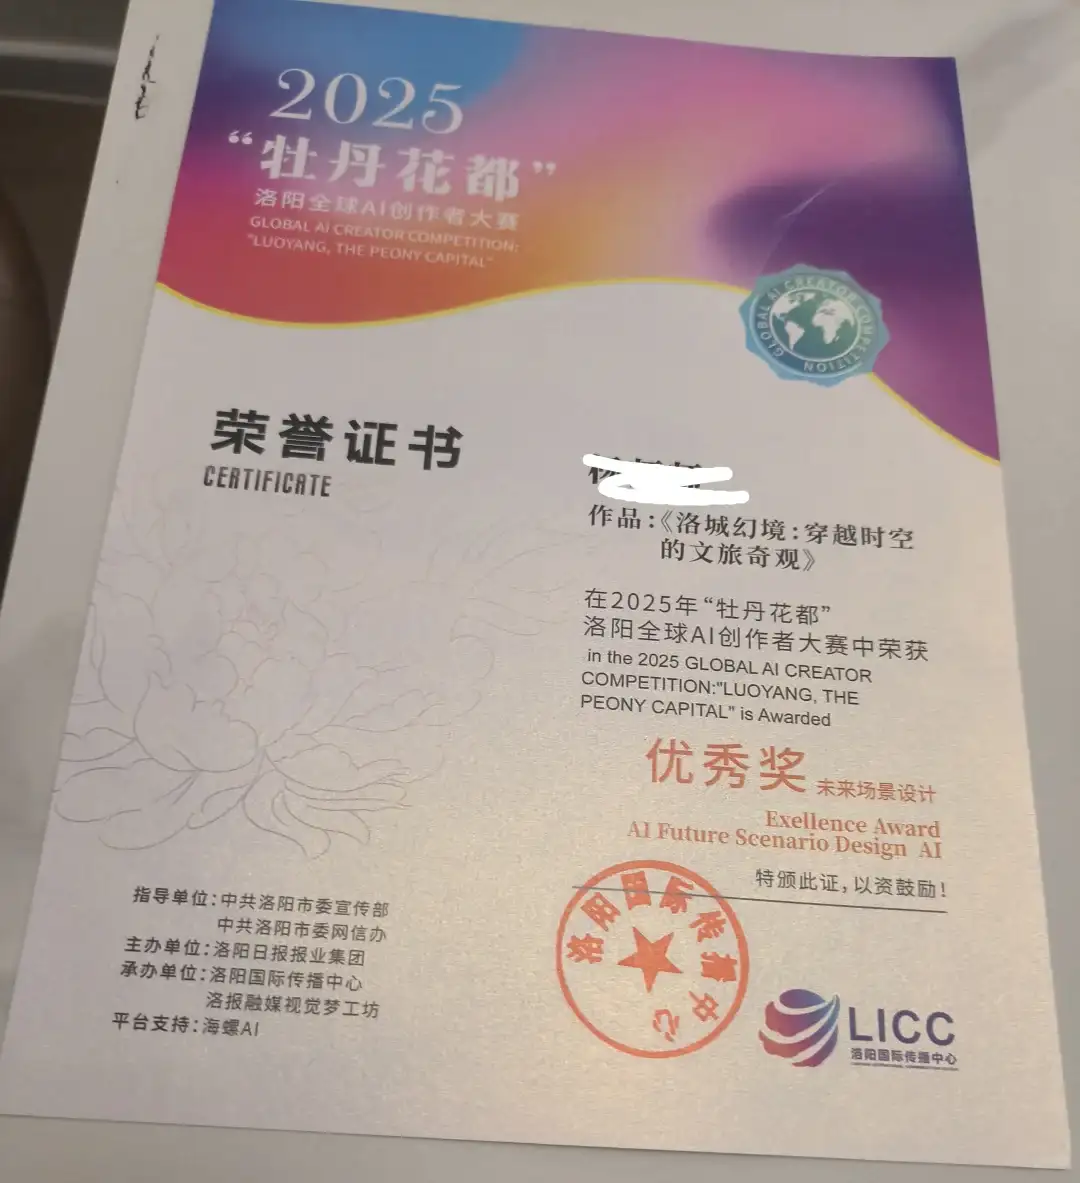 2025
“牡丹花都”
洛阳全球AI创作者大赛
GLOBAL AI CREATOR COMPETITION:
"LUOYANG, THE PEONY CAPITAL"
GLOBAL AI CREATOR COMPETITION
荣誉证书
CERTIFICATE
作品:《洛城幻境:穿越时空
的文旅奇观》
在2025年“牡丹花都”
洛阳全球AI创作者大赛中荣获
in the 2025 GLOBAL AI CREATOR
COMPETITION:"LUOYANG, THE
PEONY CAPITAL" is Awarded
优秀奖 未来场景设计
Exellence Award
AI Future Scenario Design AI
特颁此证,以资鼓励!
指导单位:中共洛阳市委宣传部
中共洛阳市委网信办
主办单位:洛阳日报报业集团
承办单位:洛阳国际传播中心
洛报融媒视觉梦工坊
平台支持:海螺AI
洛阳国际传播中心
LICC
洛阳国际传播中心